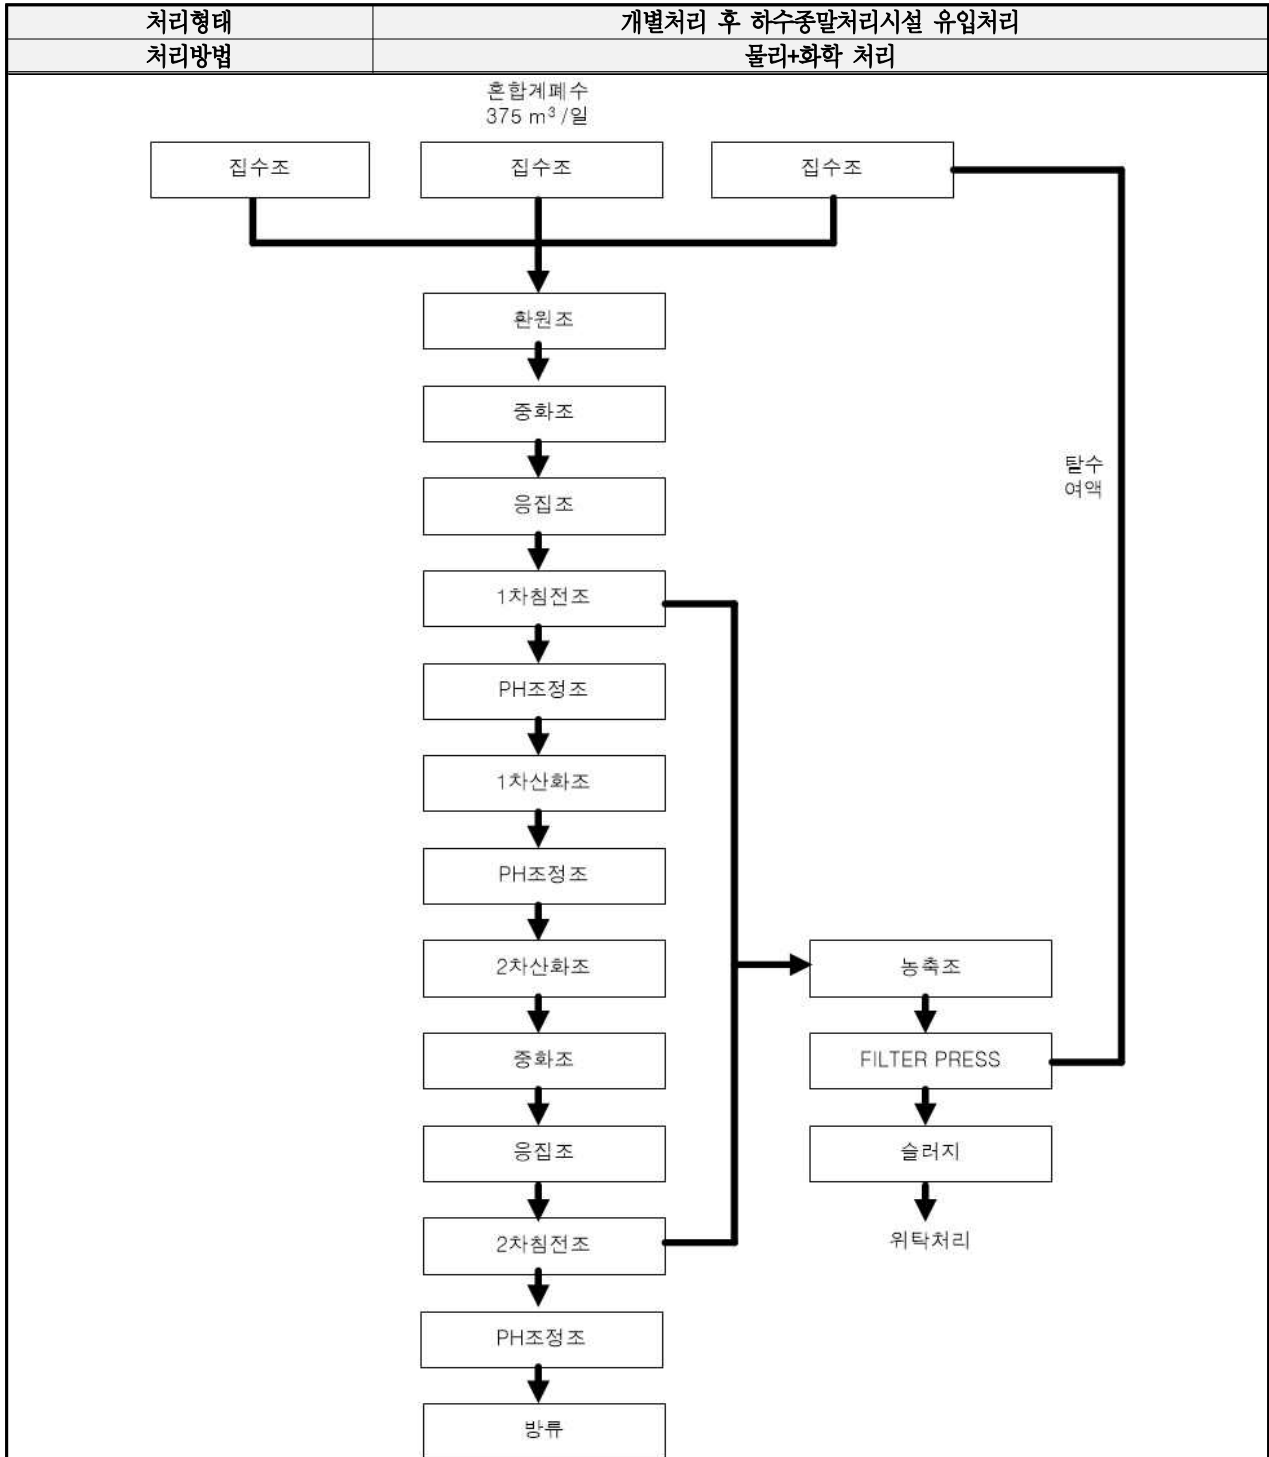 처리형태
개별처리 후 하수종말처리시설 유입처리
처리방법
물리+화학 처리
혼합계폐수
375 m³ /일
집수조
집수조
집수조
환원조
중화조
탈수
여액
응집조
1차침전조
PH조정조
1차산화조
PH조정조
2차산화조
농축조
중화조
FILTER PRESS
응집조
슬러지
2차침전조
위탁처리
PH조정조
방류